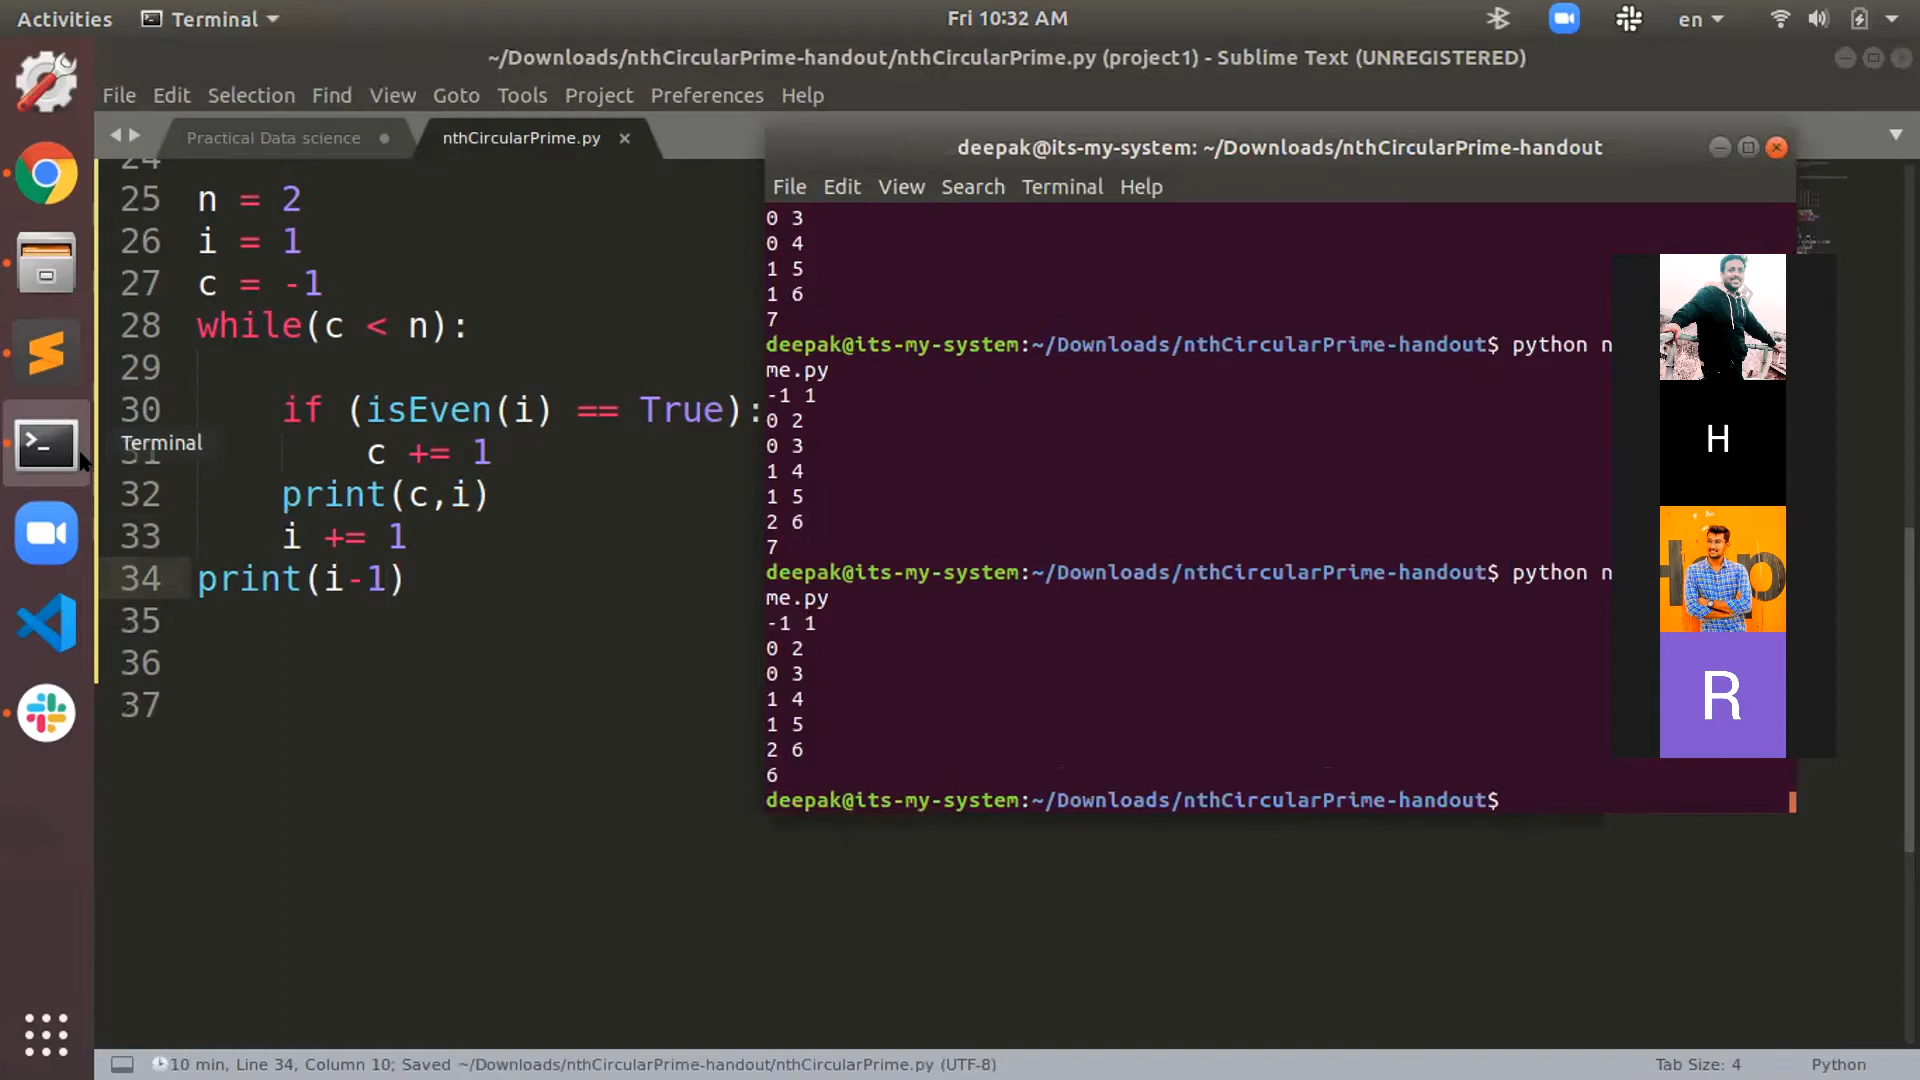 Activities
Terminal
Fri 10:32 AM
en
~/Downloads/nthCircularPrime-handout/nthCircularPrime.py (project1) - Sublime Text (UNREGISTERED)
File Edit Selection Find View Goto Tools Project Preferences Help
Practical Data science
nthCircularPrime.py
24
25 n = 2
26 i = 1
27 c = -1
28 while(c < n):
29
30 if (isEven(i) == True):
31 c += 1
32 print(c,i)
33 i += 1
34 print(i-1)
35
36
37
Terminal
deepak@its-my-system: ~/Downloads/nthCircularPrime-handout
File Edit View Search Terminal Help
0 3
0 4
1 5
1 6
7
deepak@its-my-system:~/Downloads/nthCircularPrime-handout$ python n
me.py
-1 1
0 2
0 3
1 4
1 5
2 6
7
deepak@its-my-system:~/Downloads/nthCircularPrime-handout$ python n
me.py
-1 1
0 2
0 3
1 4
1 5
2 6
6
deepak@its-my-system:~/Downloads/nthCircularPrime-handout$
H
R
10 min, Line 34, Column 10; Saved ~/Downloads/nthCircularPrime-handout/nthCircularPrime.py (UTF-8)
Tab Size: 4
Python